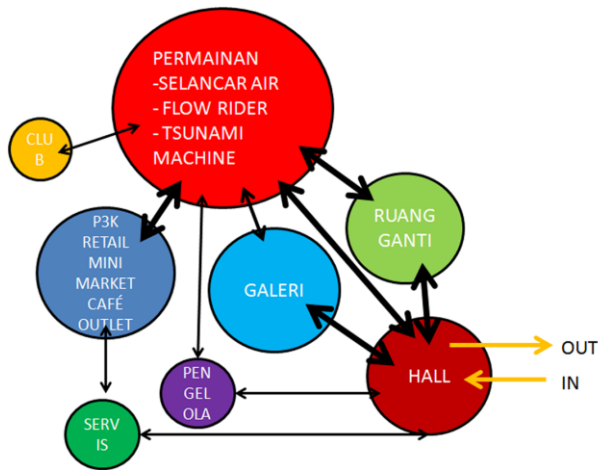 PERMAINAN
-SELANCAR AIR
- FLOW RIDER
- TSUNAMI
MACHINE
CLU
B
P3K
RETAIL
MINI
MARKET
CAFÉ
OUTLET
GALERI
RUANG
GANTI
PEN
GEL
OLA
HALL
OUT
IN
SERV
IS